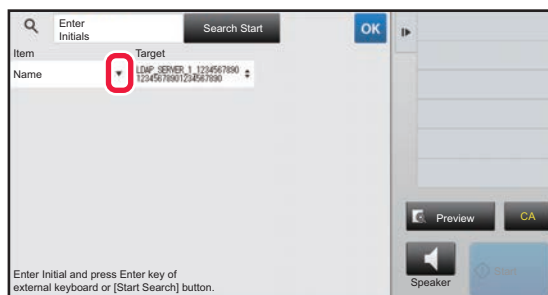 Enter
Initials
Search Start
OK
Item
Target
Name
LDAP_SERVER_1_1234567890
12345678901234567890
Preview
CA
Enter Initial and press Enter key of
external keyboard or [Start Search] button.
Speaker
Start